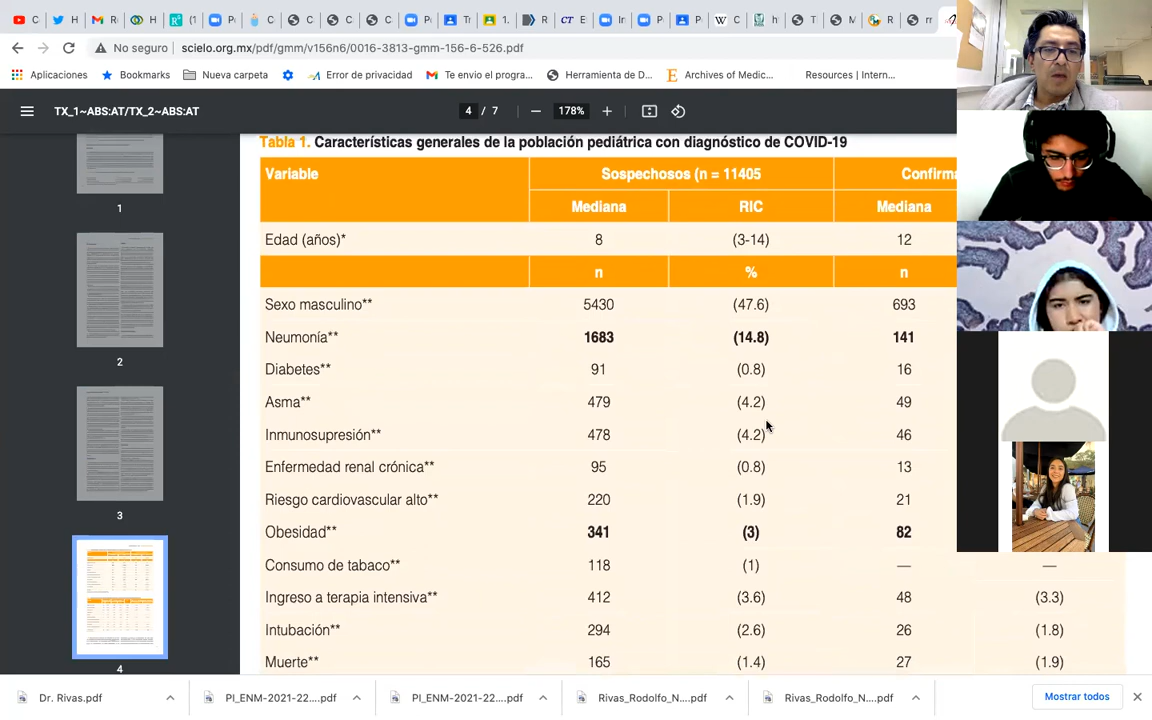 No seguro scielo.org.mx/pdf/gmm/v156n6/0016-3813-gmm-156-6-526.pdf
Aplicaciones Bookmarks Nueva carpeta Error de privacidad Te envio el progra... Herramienta de D... Archives of Medic... Resources | Intern...
TX_1~ABS:AT/TX_2~ABS:AT 4 / 7 178%
1
2
3
4
Tabla 1. Características generales de la población pediátrica con diagnóstico de COVID-19
Variable Sospechosos (n = 11405 Confirma
Mediana RIC Mediana
Edad (años)* 8 (3-14) 12
n % n
Sexo masculino** 5430 (47.6) 693
Neumonía** 1683 (14.8) 141
Diabetes** 91 (0.8) 16
Asma** 479 (4.2) 49
Inmunosupresión** 478 (4.2) 46
Enfermedad renal crónica** 95 (0.8) 13
Riesgo cardiovascular alto** 220 (1.9) 21
Obesidad** 341 (3) 82
Consumo de tabaco** 118 (1) — —
Ingreso a terapia intensiva** 412 (3.6) 48 (3.3)
Intubación** 294 (2.6) 26 (1.8)
Muerte** 165 (1.4) 27 (1.9)
Dr. Rivas.pdf PI_ENM-2021-22....pdf PI_ENM-2021-22....pdf Rivas_Rodolfo_N....pdf Rivas_Rodolfo_N....pdf Mostrar todos